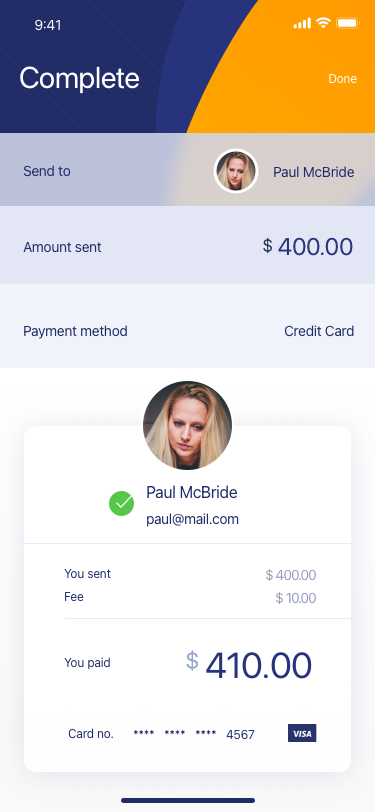 9:41
Complete
Done
Send to Paul McBride
Amount sent $ 400.00
Payment method Credit Card
Paul McBride
paul@mail.com
You sent $ 400.00
Fee $ 10.00
You paid $ 410.00
Card no. **** **** **** 4567 VISA